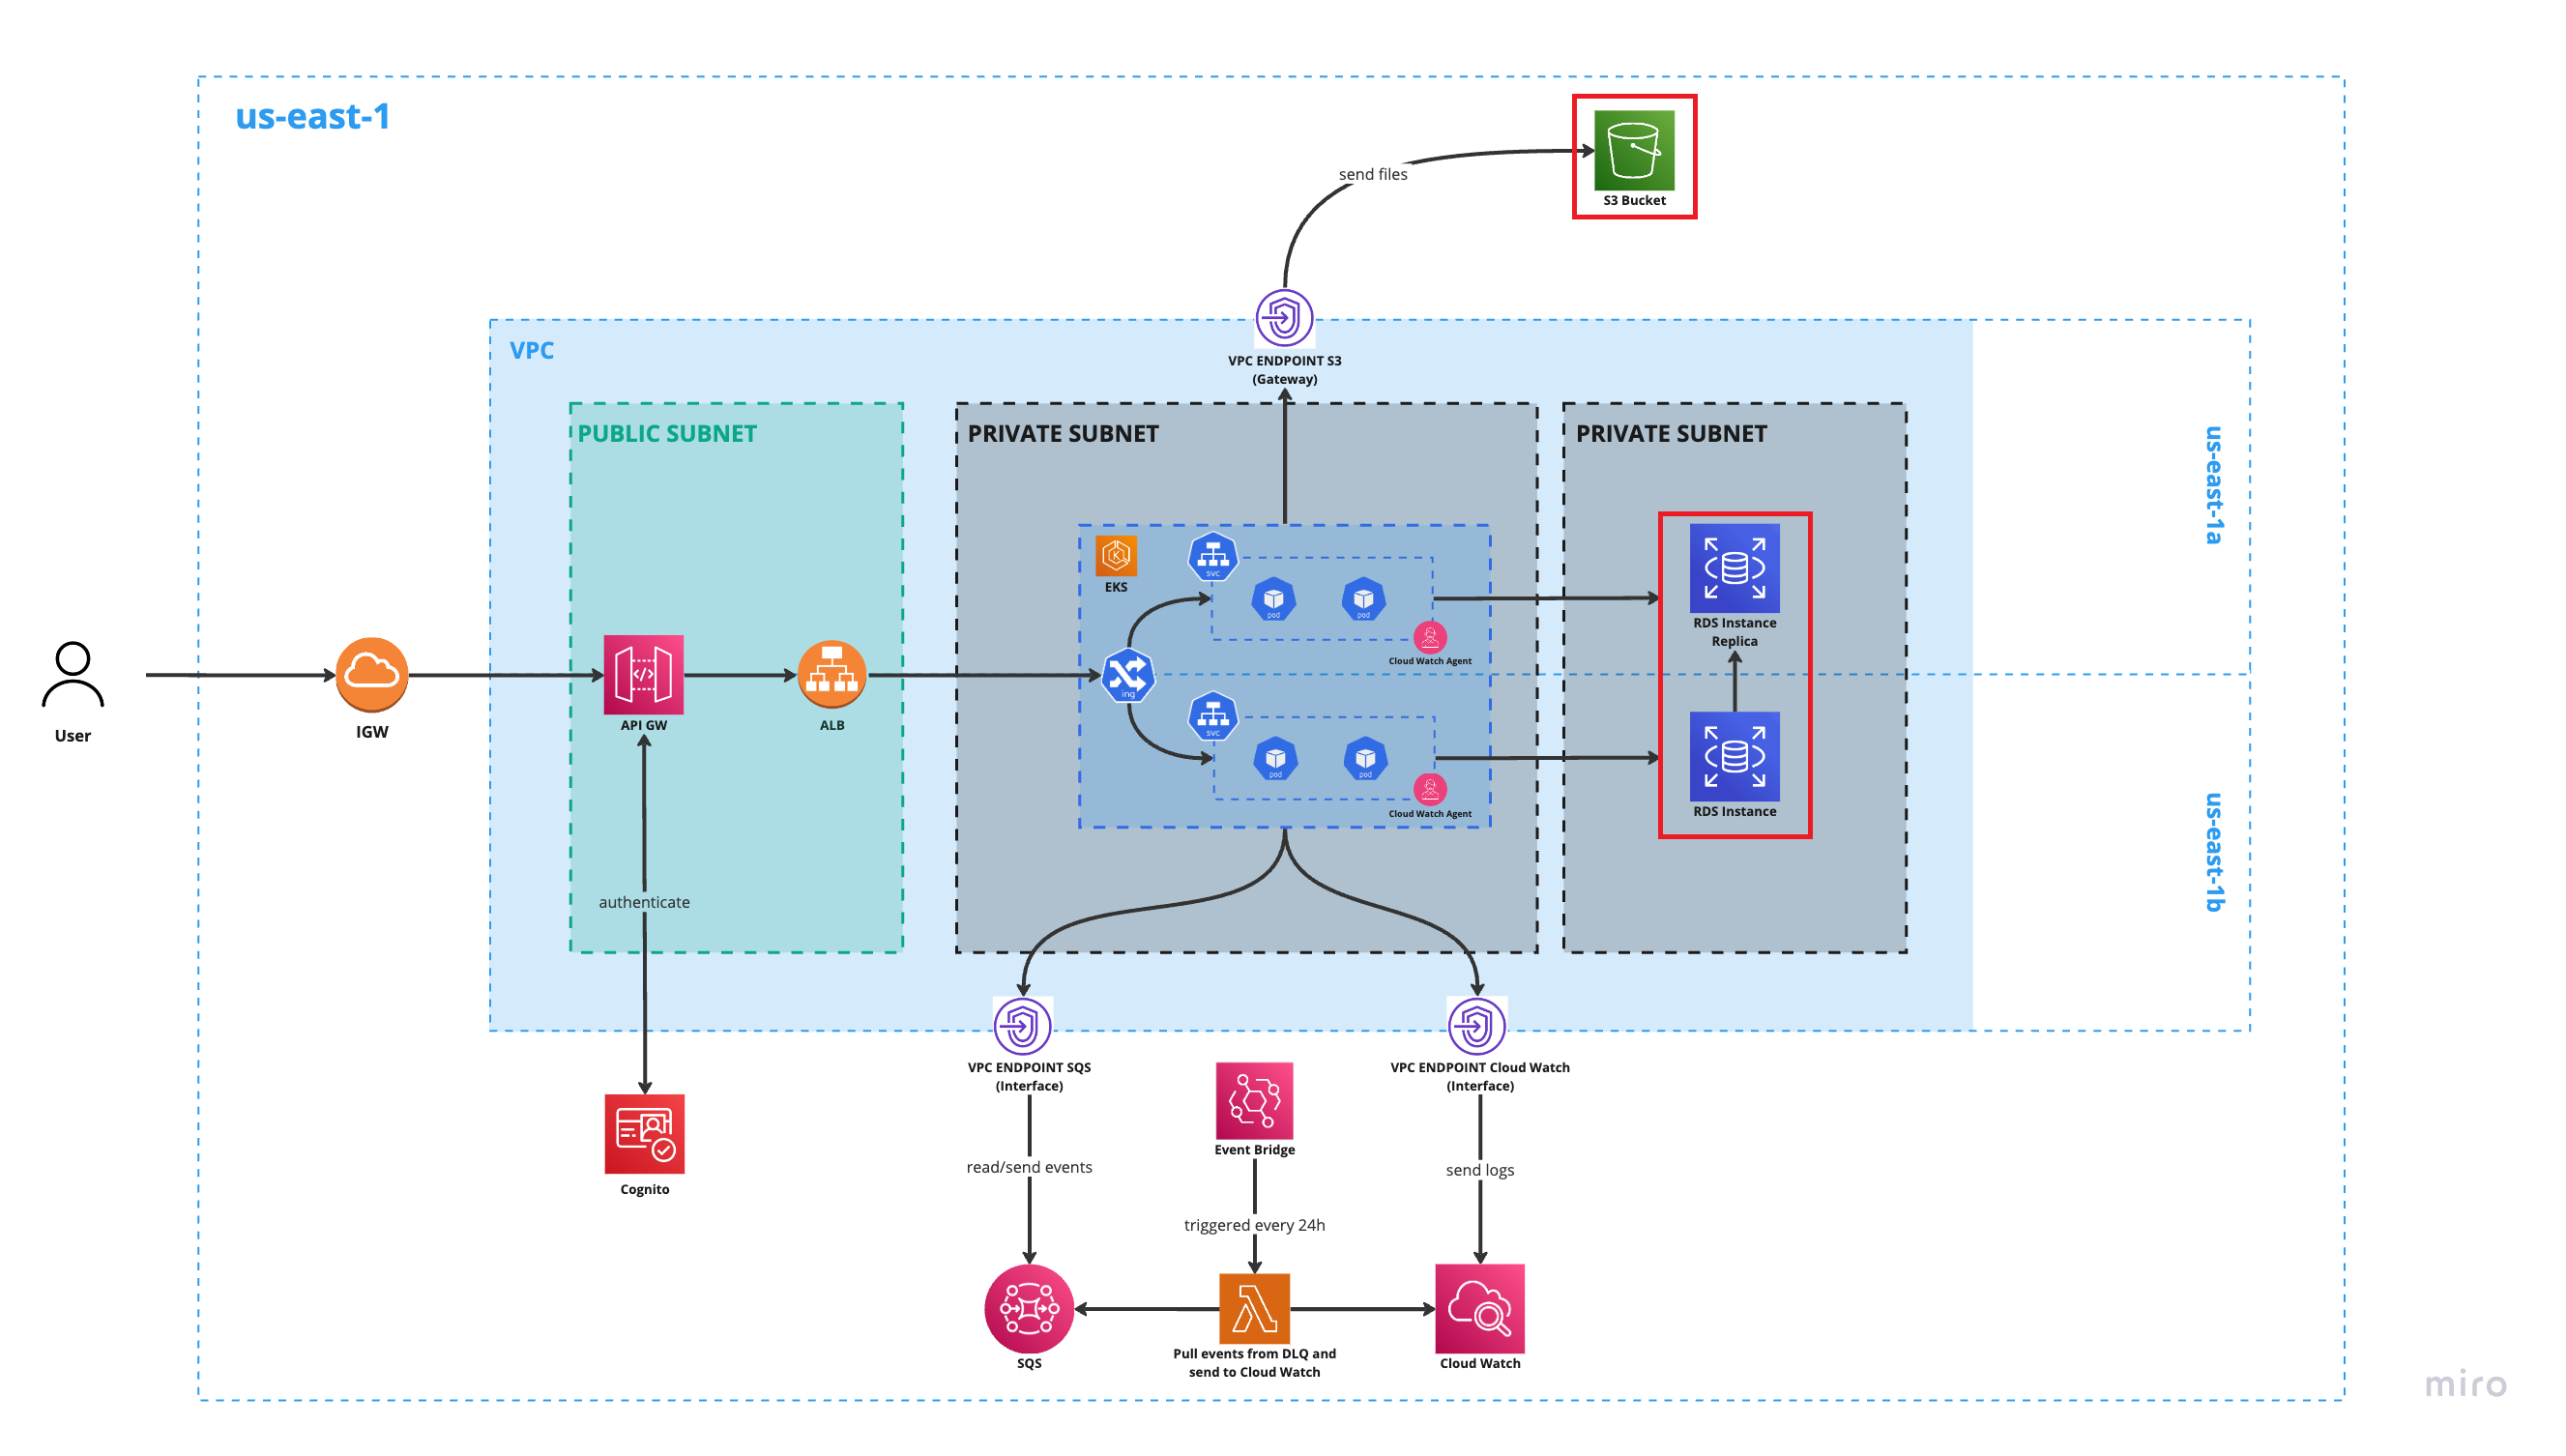 us-east-1
S3 Bucket
send files
VPC
VPC ENDPOINT S3
(Gateway)
PUBLIC SUBNET
PRIVATE SUBNET
PRIVATE SUBNET
us-east-1a
EKS
svc
pod
pod
Cloud Watch Agent
RDS Instance
Replica
User
IGW
API GW
ALB
ing
svc
pod
pod
Cloud Watch Agent
RDS Instance
us-east-1b
authenticate
Cognito
VPC ENDPOINT SQS
(Interface)
VPC ENDPOINT Cloud Watch
(Interface)
Event Bridge
read/send events
send logs
triggered every 24h
SQS
Pull events from DLQ and
send to Cloud Watch
Cloud Watch
miro